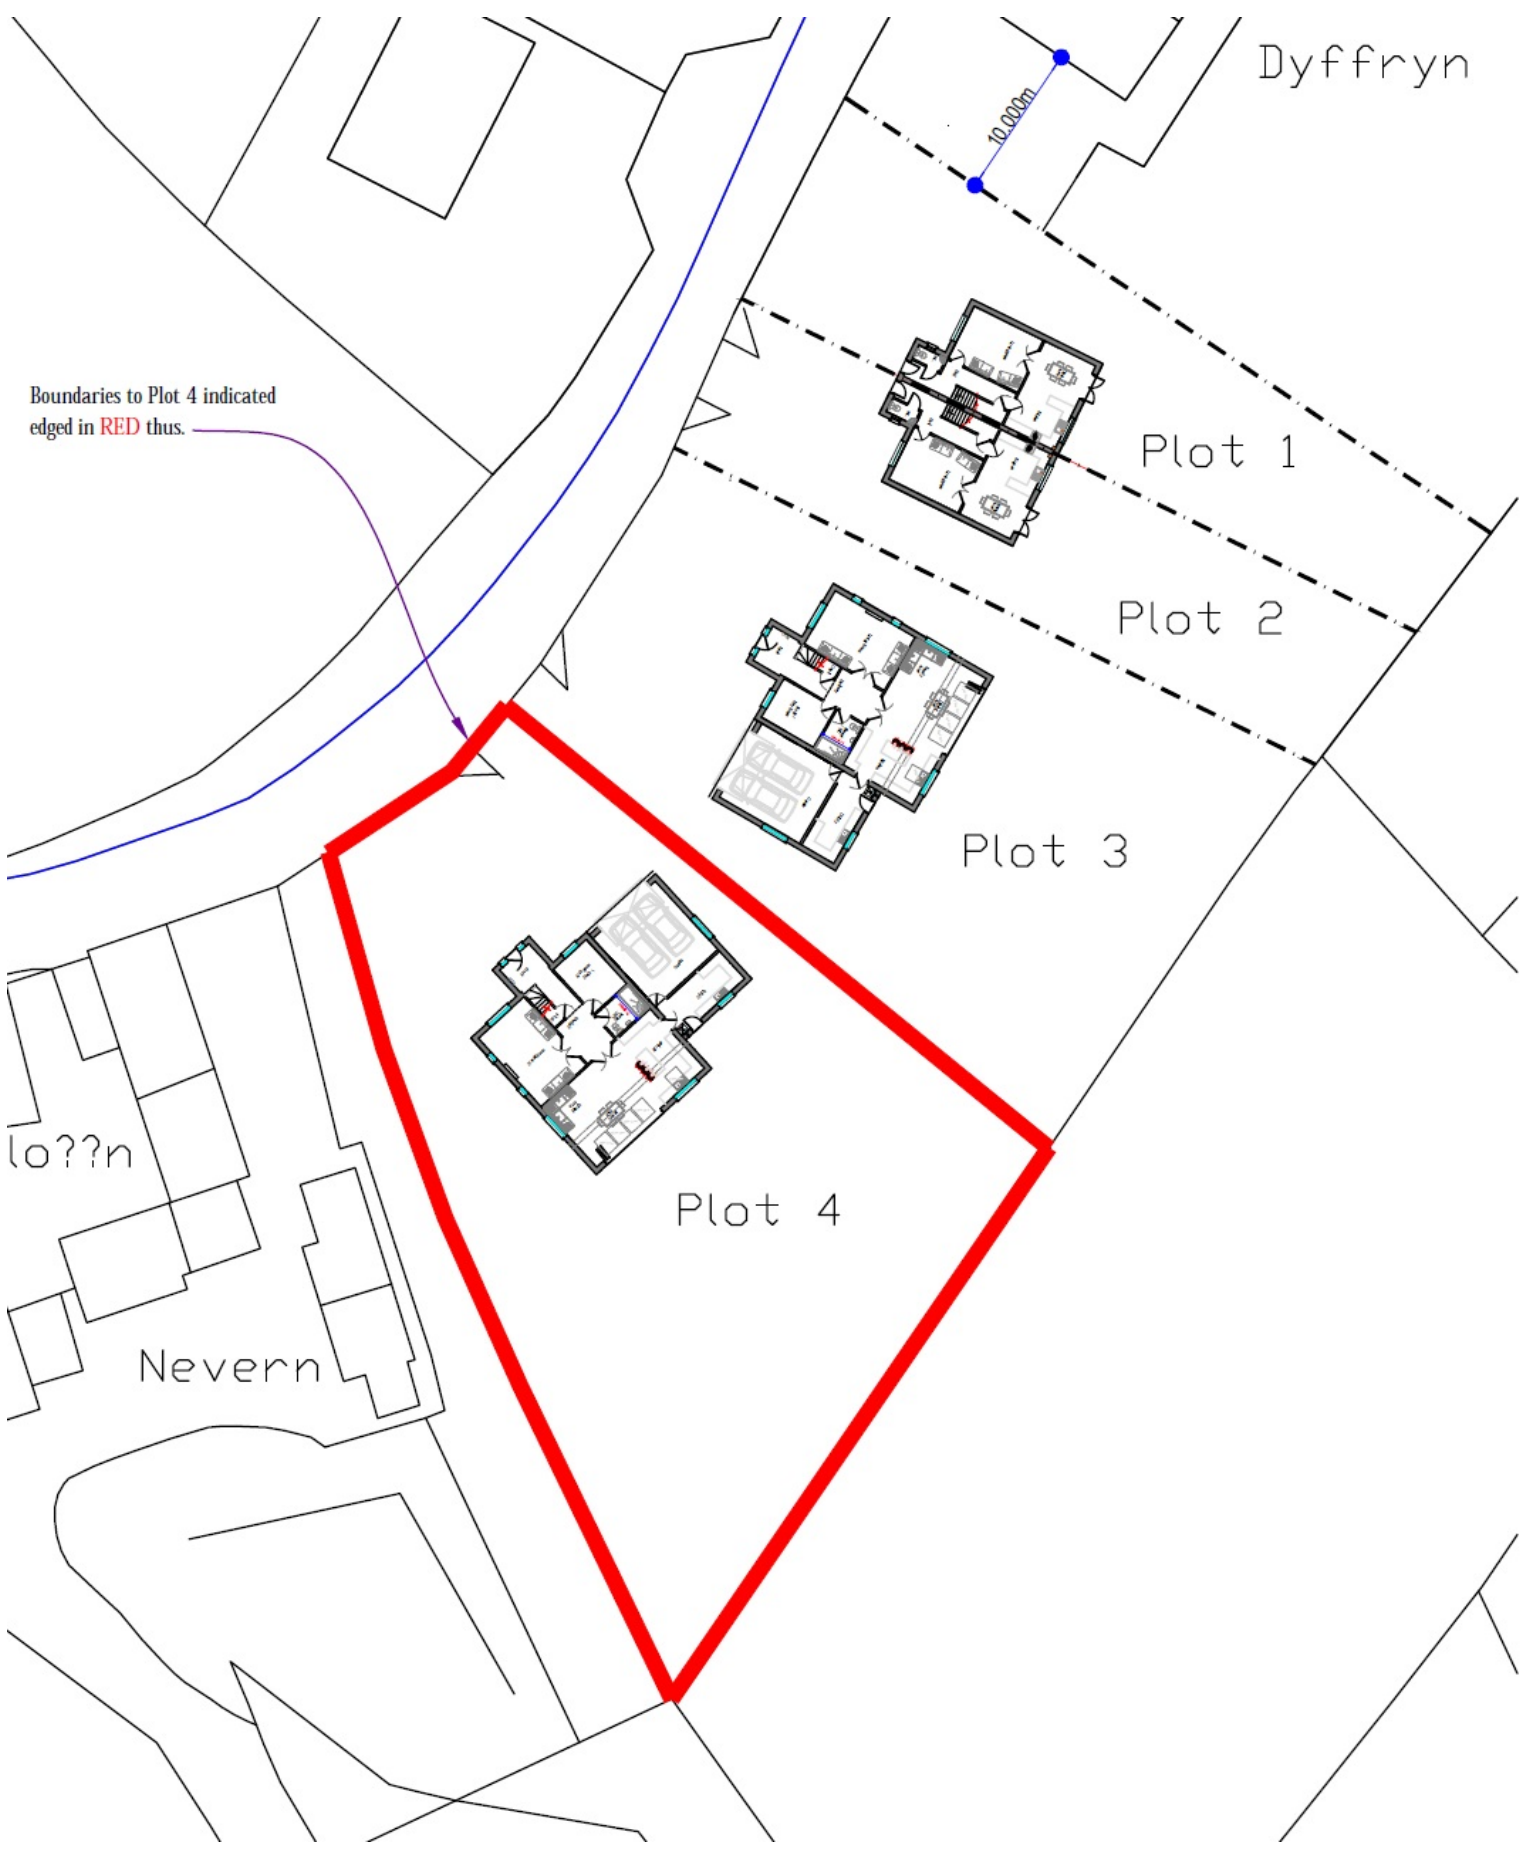 Dyffryn
10.000m
Boundaries to Plot 4 indicated
edged in RED thus.
Plot 1
Plot 2
Plot 3
lo??n
Plot 4
Nevern